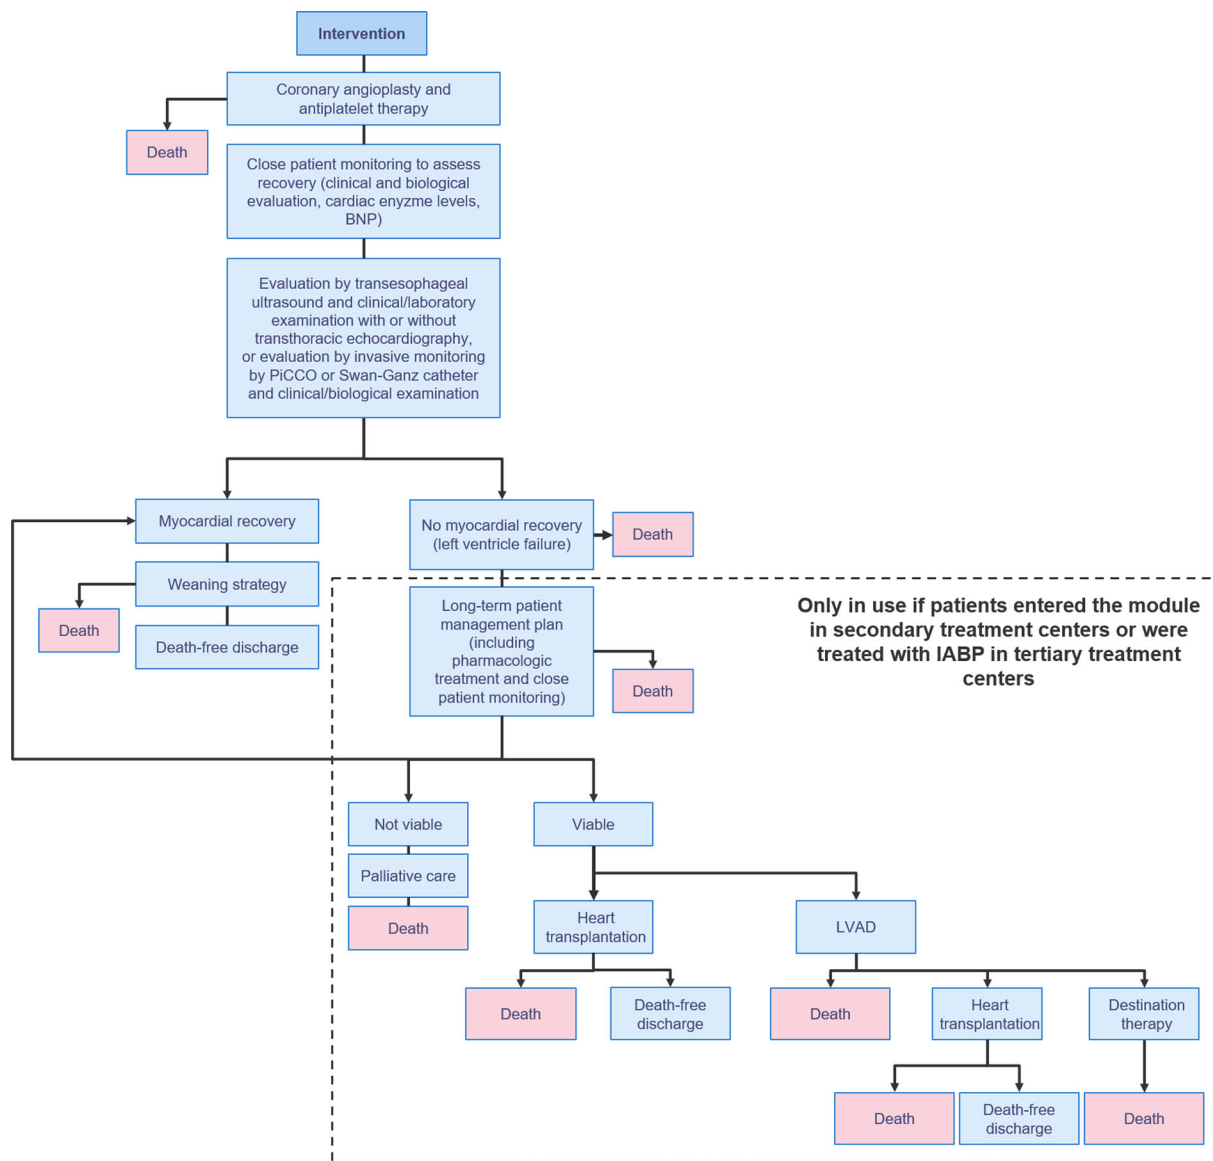 Intervention
Coronary angioplasty and
antiplatelet therapy
Death
Close patient monitoring to assess
recovery (clinical and biological
evaluation, cardiac enyzme levels,
BNP)
Evaluation by transesophageal
ultrasound and clinical/laboratory
examination with or without
transthoracic echocardiography,
or evaluation by invasive monitoring
by PiCCO or Swan-Ganz catheter
and clinical/biological examination
Myocardial recovery
No myocardial recovery
(left ventricle failure)
Death
Weaning strategy
Death
Death-free discharge
Long-term patient
management plan
(including
pharmacologic
treatment and close
patient monitoring)
Death
Only in use if patients entered the module
in secondary treatment centers or were
treated with IABP in tertiary treatment
centers
Not viable
Viable
Palliative care
Death
Heart
transplantation
LVAD
Death
Death-free
discharge
Death
Heart
transplantation
Destination
therapy
Death
Death-free
discharge
Death